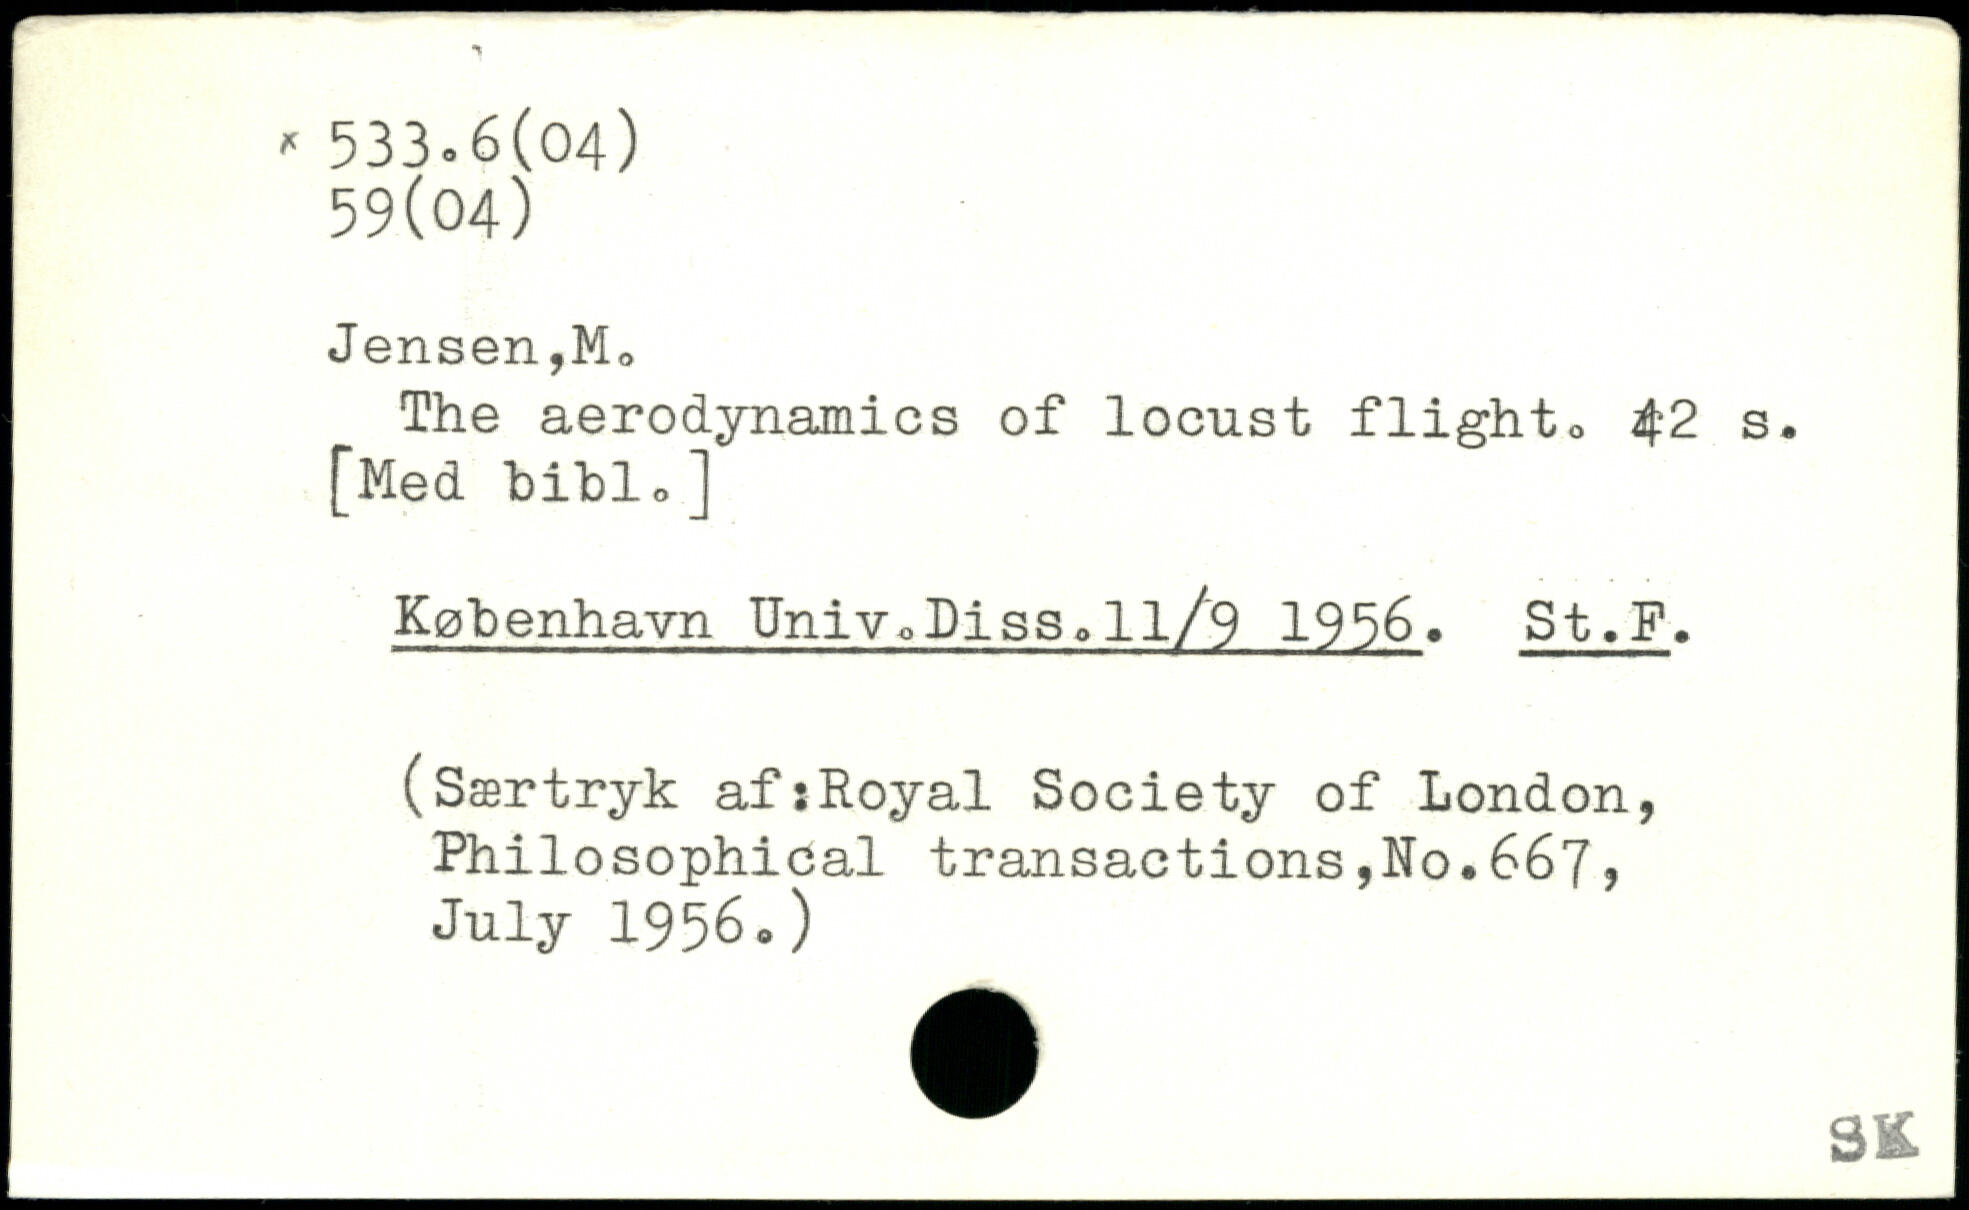 x 533.6(04)
59(04)
Jensen,M.
The aerodynamics of locust flight. 42 s.
[Med bibl.]
København Univ.Diss.11/9 1956. St.F.
(Særtryk af:Royal Society of London,
Philosophical transactions,No.667,
July 1956.)
SK